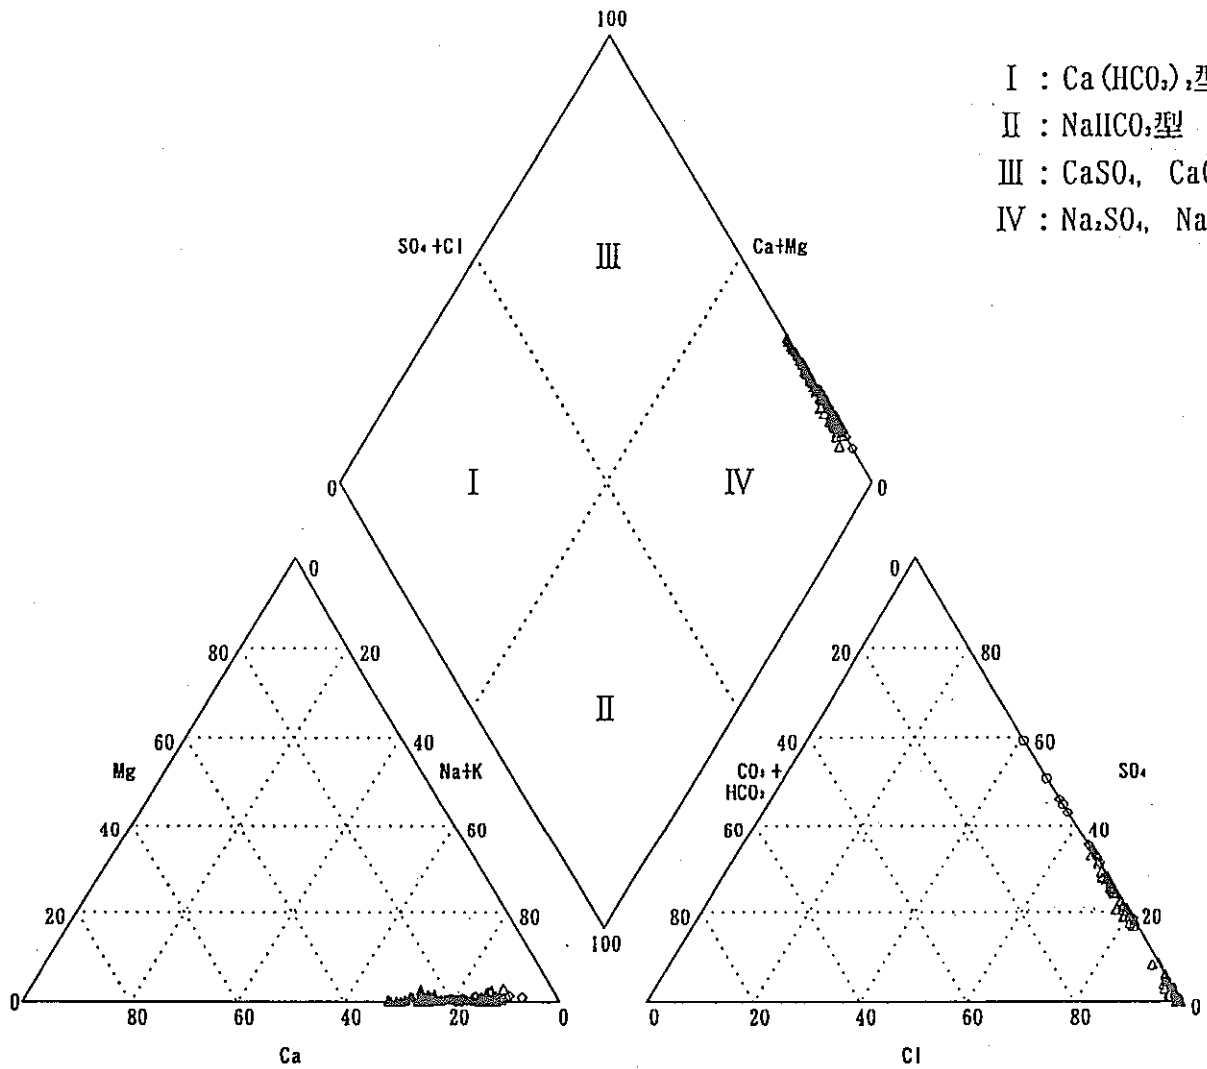 100
I : Ca(HCO₃)₂型
II : NaHCO₃型
III : CaSO₄, Ca
IV : Na₂SO₄, Na
SO₄+Cl
III
Ca+Mg
0
I
IV
0
0
0
80
20
20
80
II
60
40
40
60
Mg
Na+K
CO₃+
HCO₃
SO₄
100
40
60
60
40
20
80
80
20
0
0
80
60
40
20
0
0
20
40
60
80
Ca
Cl